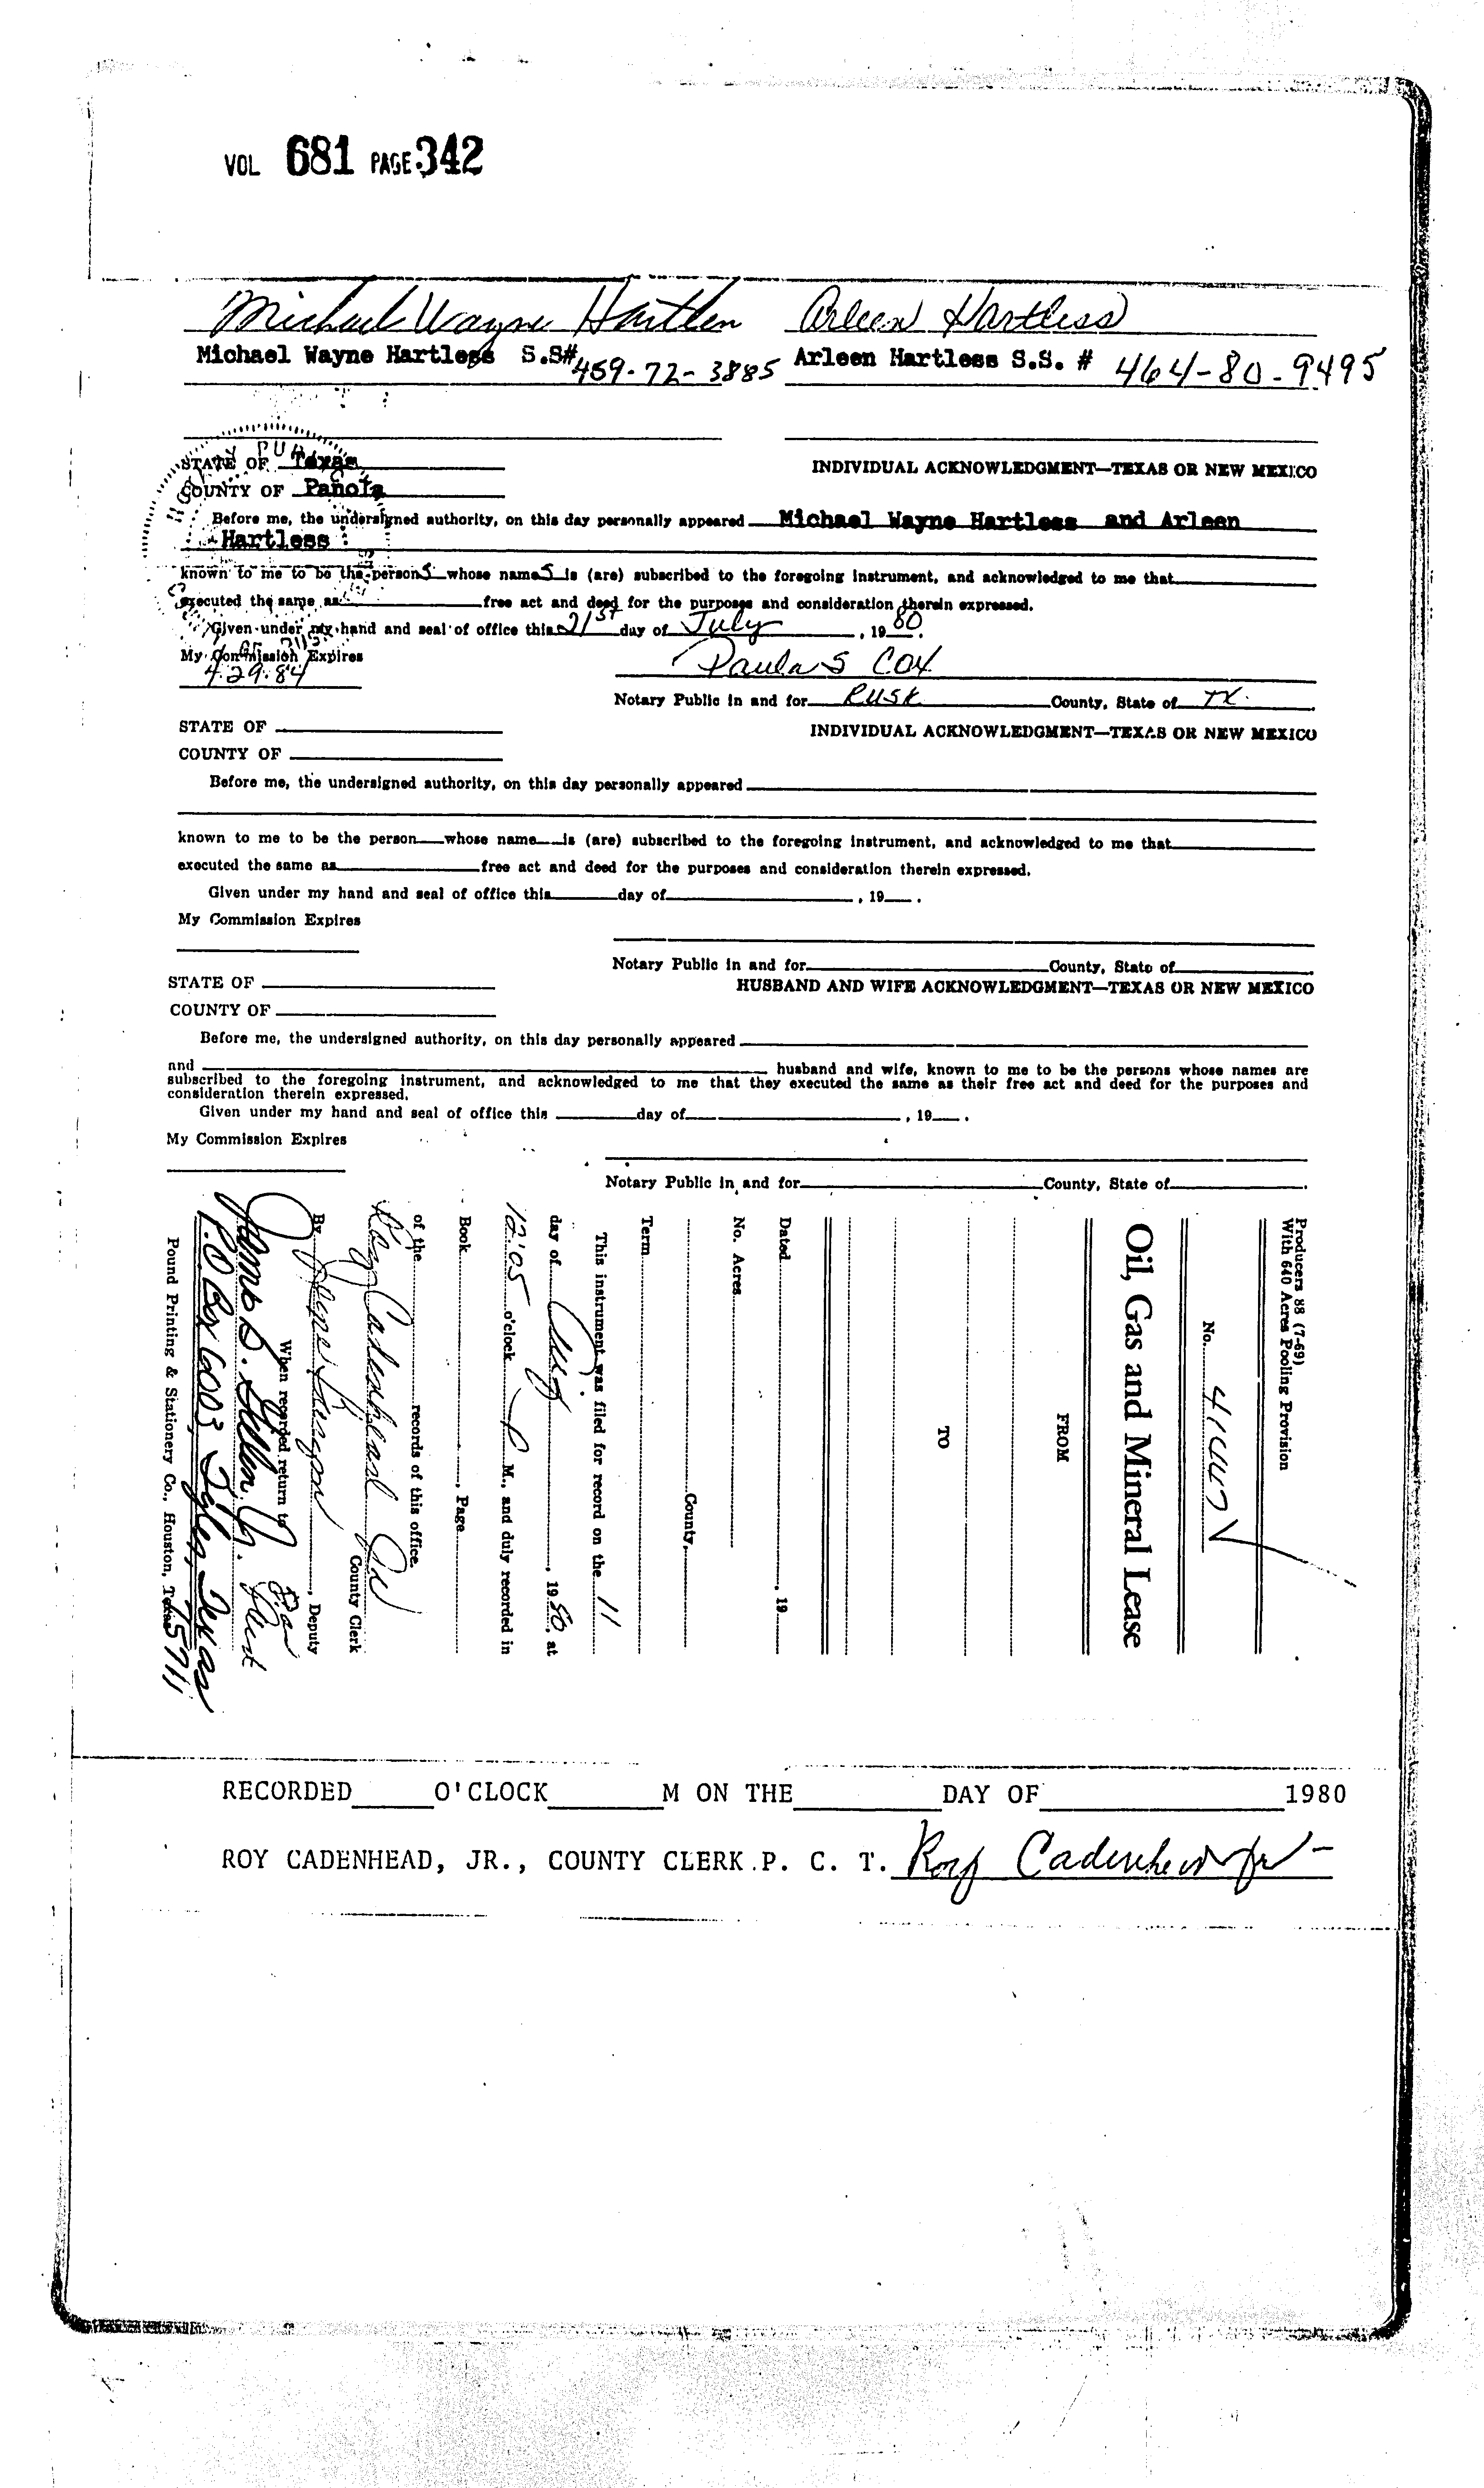 VOL 681 PAGE 342
Michael Wayne Hartless Arleen Hartless
Michael Wayne Hartless S.S# 459-72-3885 Arleen Hartless S.S. # 464-80-9495
STATE OF Texas
INDIVIDUAL ACKNOWLEDGMENT—TEXAS OR NEW MEXICO
COUNTY OF Panola
Before me, the undersigned authority, on this day personally appeared Michael Wayne Hartless and Arleen
Hartless
known to me to be the persons whose names is (are) subscribed to the foregoing instrument, and acknowledged to me that
executed the same as free act and deed for the purposes and consideration therein expressed.
Given under my hand and seal of office this 21st day of July, 1980.
My Commission Expires
4-29-84
Paula S Cox
Notary Public in and for Rusk County, State of TX.
STATE OF
INDIVIDUAL ACKNOWLEDGMENT—TEXAS OR NEW MEXICO
COUNTY OF
Before me, the undersigned authority, on this day personally appeared
known to me to be the person whose name is (are) subscribed to the foregoing instrument, and acknowledged to me that
executed the same as free act and deed for the purposes and consideration therein expressed.
Given under my hand and seal of office this day of , 19 .
My Commission Expires
Notary Public in and for County, State of
STATE OF
HUSBAND AND WIFE ACKNOWLEDGMENT—TEXAS OR NEW MEXICO
COUNTY OF
Before me, the undersigned authority, on this day personally appeared
and husband and wife, known to me to be the persons whose names are
subscribed to the foregoing instrument, and acknowledged to me that they executed the same as their free act and deed for the purposes and
consideration therein expressed.
Given under my hand and seal of office this day of , 19 .
My Commission Expires
Notary Public in and for County, State of
Producers 88 (7-69)
With 640 Acres Pooling Provision
No.
Oil, Gas and Mineral Lease
FROM
TO
Dated , 19
No. Acres
County,
Term
This instrument was filed for record on the 11
day of Aug, 1980, at
12:05 o'clock P M., and duly recorded in
Book , Page
of the records of this office.
Roy Cadenhead Jr
County Clerk
By , Deputy
When recorded return to
James D.
P.O. Box 6003, Tyler, Texas
75711
Pound Printing & Stationery Co., Houston, Texas
RECORDED O'CLOCK M ON THE DAY OF 1980
ROY CADENHEAD, JR., COUNTY CLERK P. C. T. Roy Cadenhead Jr